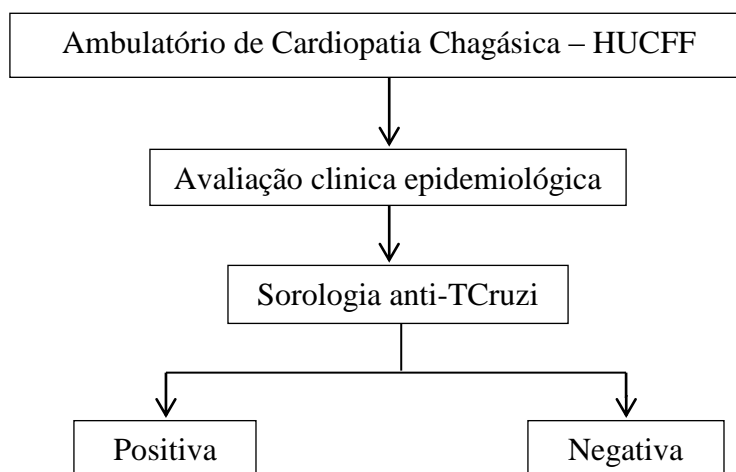 Ambulatório de Cardiopatia Chagásica – HUCFF
Avaliação clinica epidemiológica
Sorologia anti-TCruzi
Positiva
Negativa